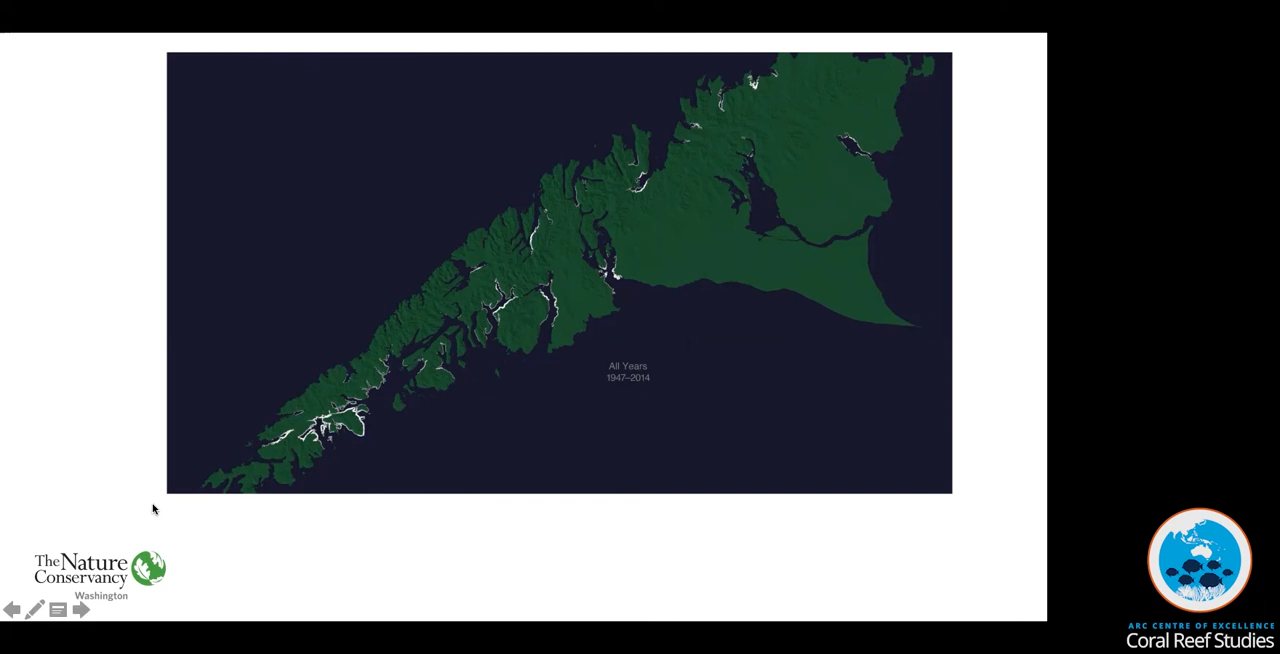 All Years
1947–2014
The Nature
Conservancy
Washington
ARC CENTRE OF EXCELLENCE
Coral Reef Studies